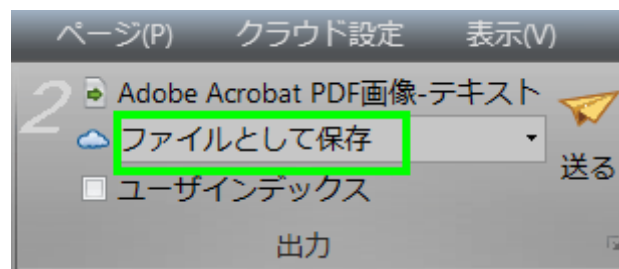 ページ(P) クラウド設定 表示(V)
2
Adobe Acrobat PDF画像-テキスト
ファイルとして保存
送る
ユーザインデックス
出力